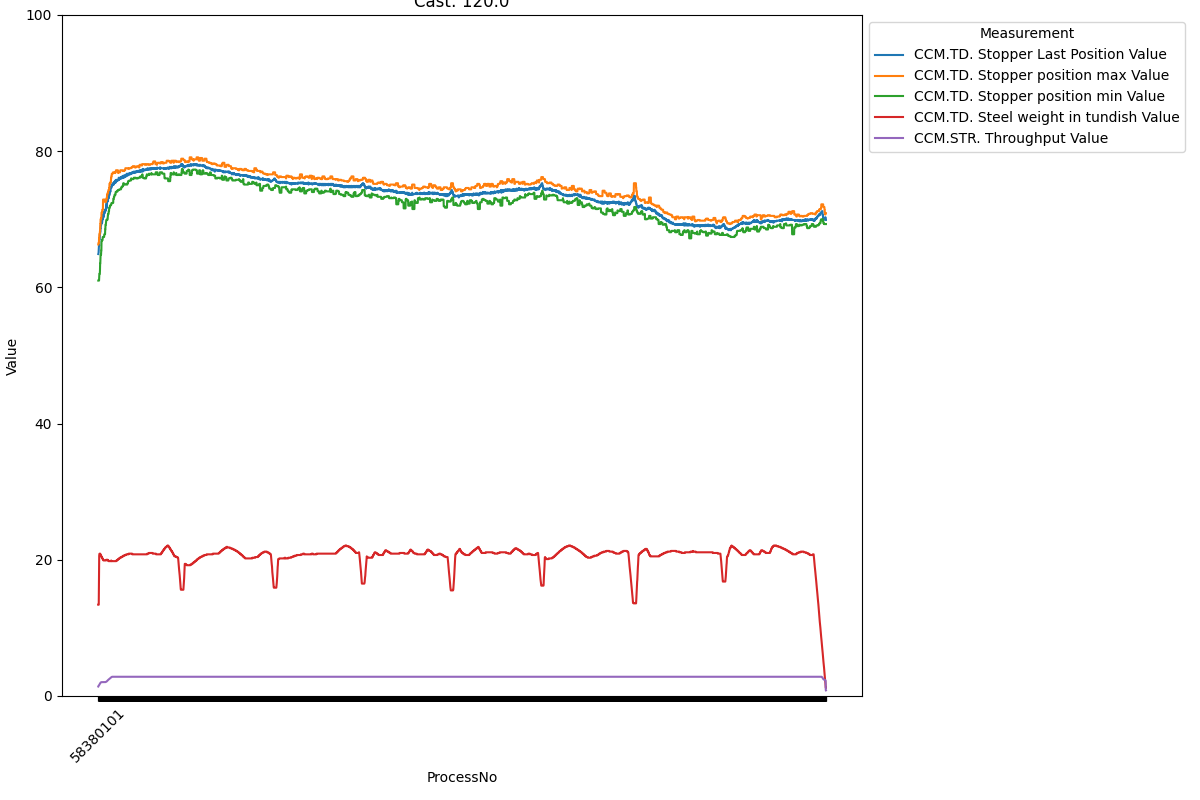 Cast: 120.0
100
80
60
40
20
0
Value
58380101
ProcessNo
Measurement
CCM.TD. Stopper Last Position Value
CCM.TD. Stopper position max Value
CCM.TD. Stopper position min Value
CCM.TD. Steel weight in tundish Value
CCM.STR. Throughput Value